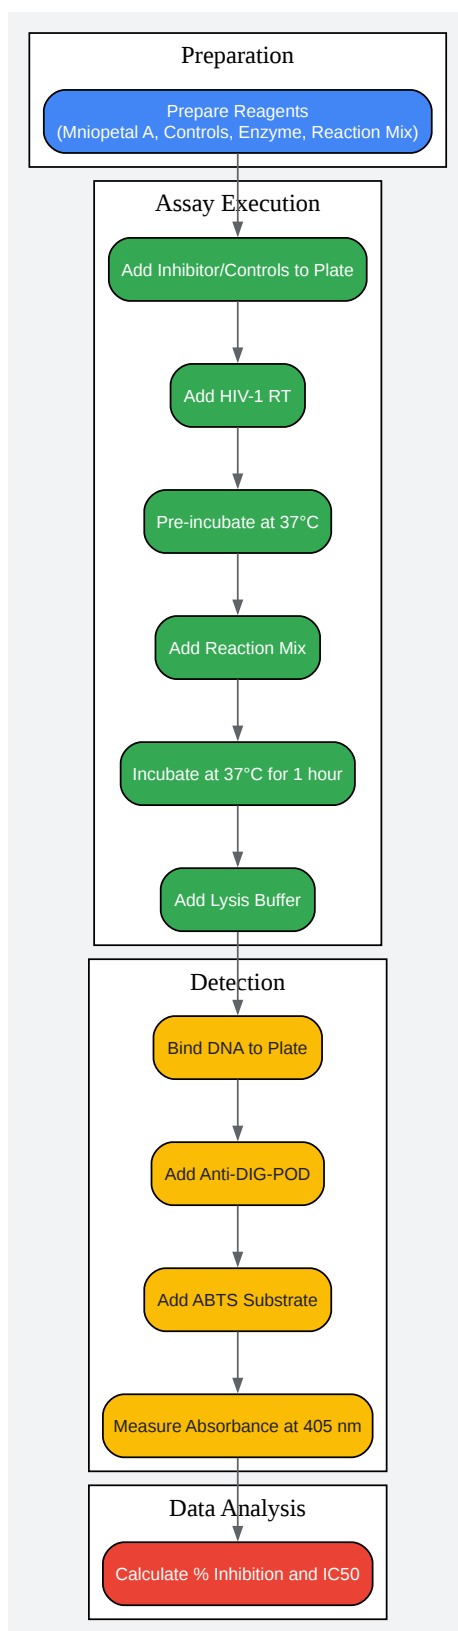 Preparation
Prepare Reagents
(Mniopetal A, Controls, Enzyme, Reaction Mix)
Assay Execution
Add Inhibitor/Controls to Plate
Add HIV-1 RT
Pre-incubate at 37°C
Add Reaction Mix
Incubate at 37°C for 1 hour
Add Lysis Buffer
Detection
Bind DNA to Plate
Add Anti-DIG-POD
Add ABTS Substrate
Measure Absorbance at 405 nm
Data Analysis
Calculate % Inhibition and IC50